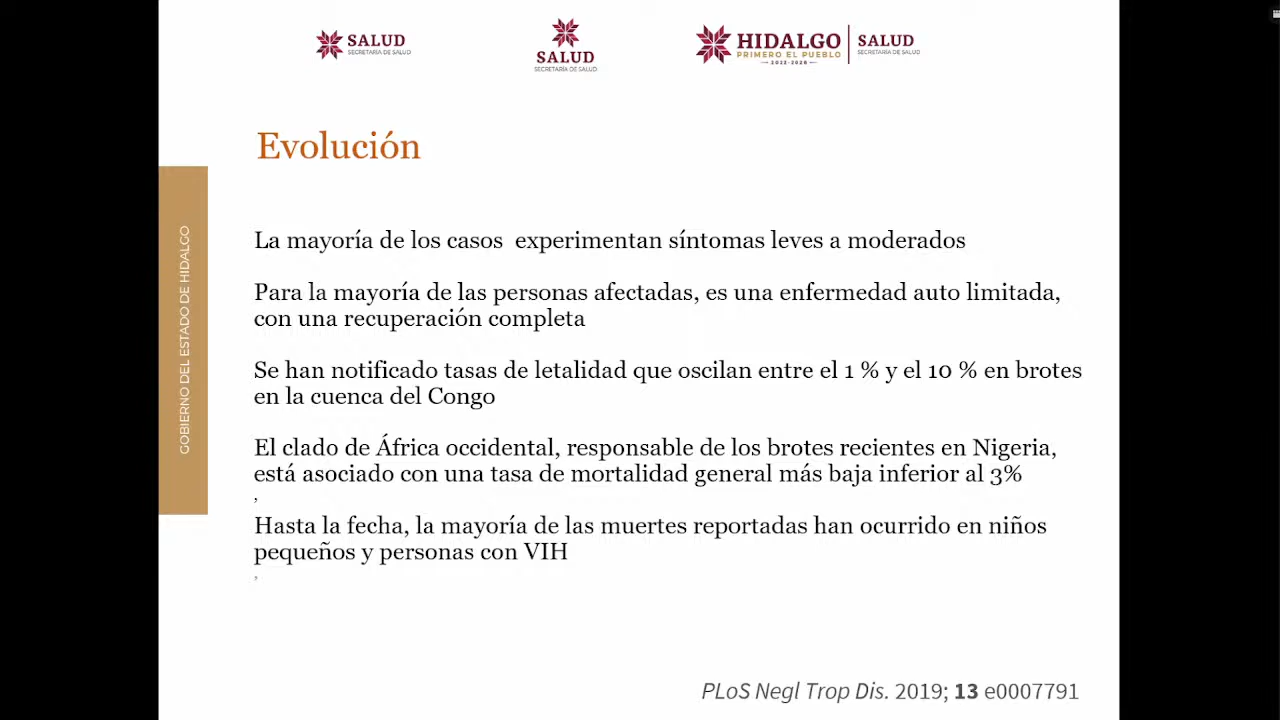 SALUD
SECRETARÍA DE SALUD
SALUD
SECRETARÍA DE SALUD
HIDALGO
PRIMERO EL PUEBLO
2022-2028
SALUD
SECRETARÍA DE SALUD
Evolución
GOBIERNO DEL ESTADO DE HIDALGO
La mayoría de los casos  experimentan síntomas leves a moderados
Para la mayoría de las personas afectadas, es una enfermedad auto limitada,
con una recuperación completa
Se han notificado tasas de letalidad que oscilan entre el 1 % y el 10 % en brotes
en la cuenca del Congo
El clado de África occidental, responsable de los brotes recientes en Nigeria,
está asociado con una tasa de mortalidad general más baja inferior al 3%
,
Hasta la fecha, la mayoría de las muertes reportadas han ocurrido en niños
pequeños y personas con VIH
,
PLoS Negl Trop Dis. 2019; 13 e0007791